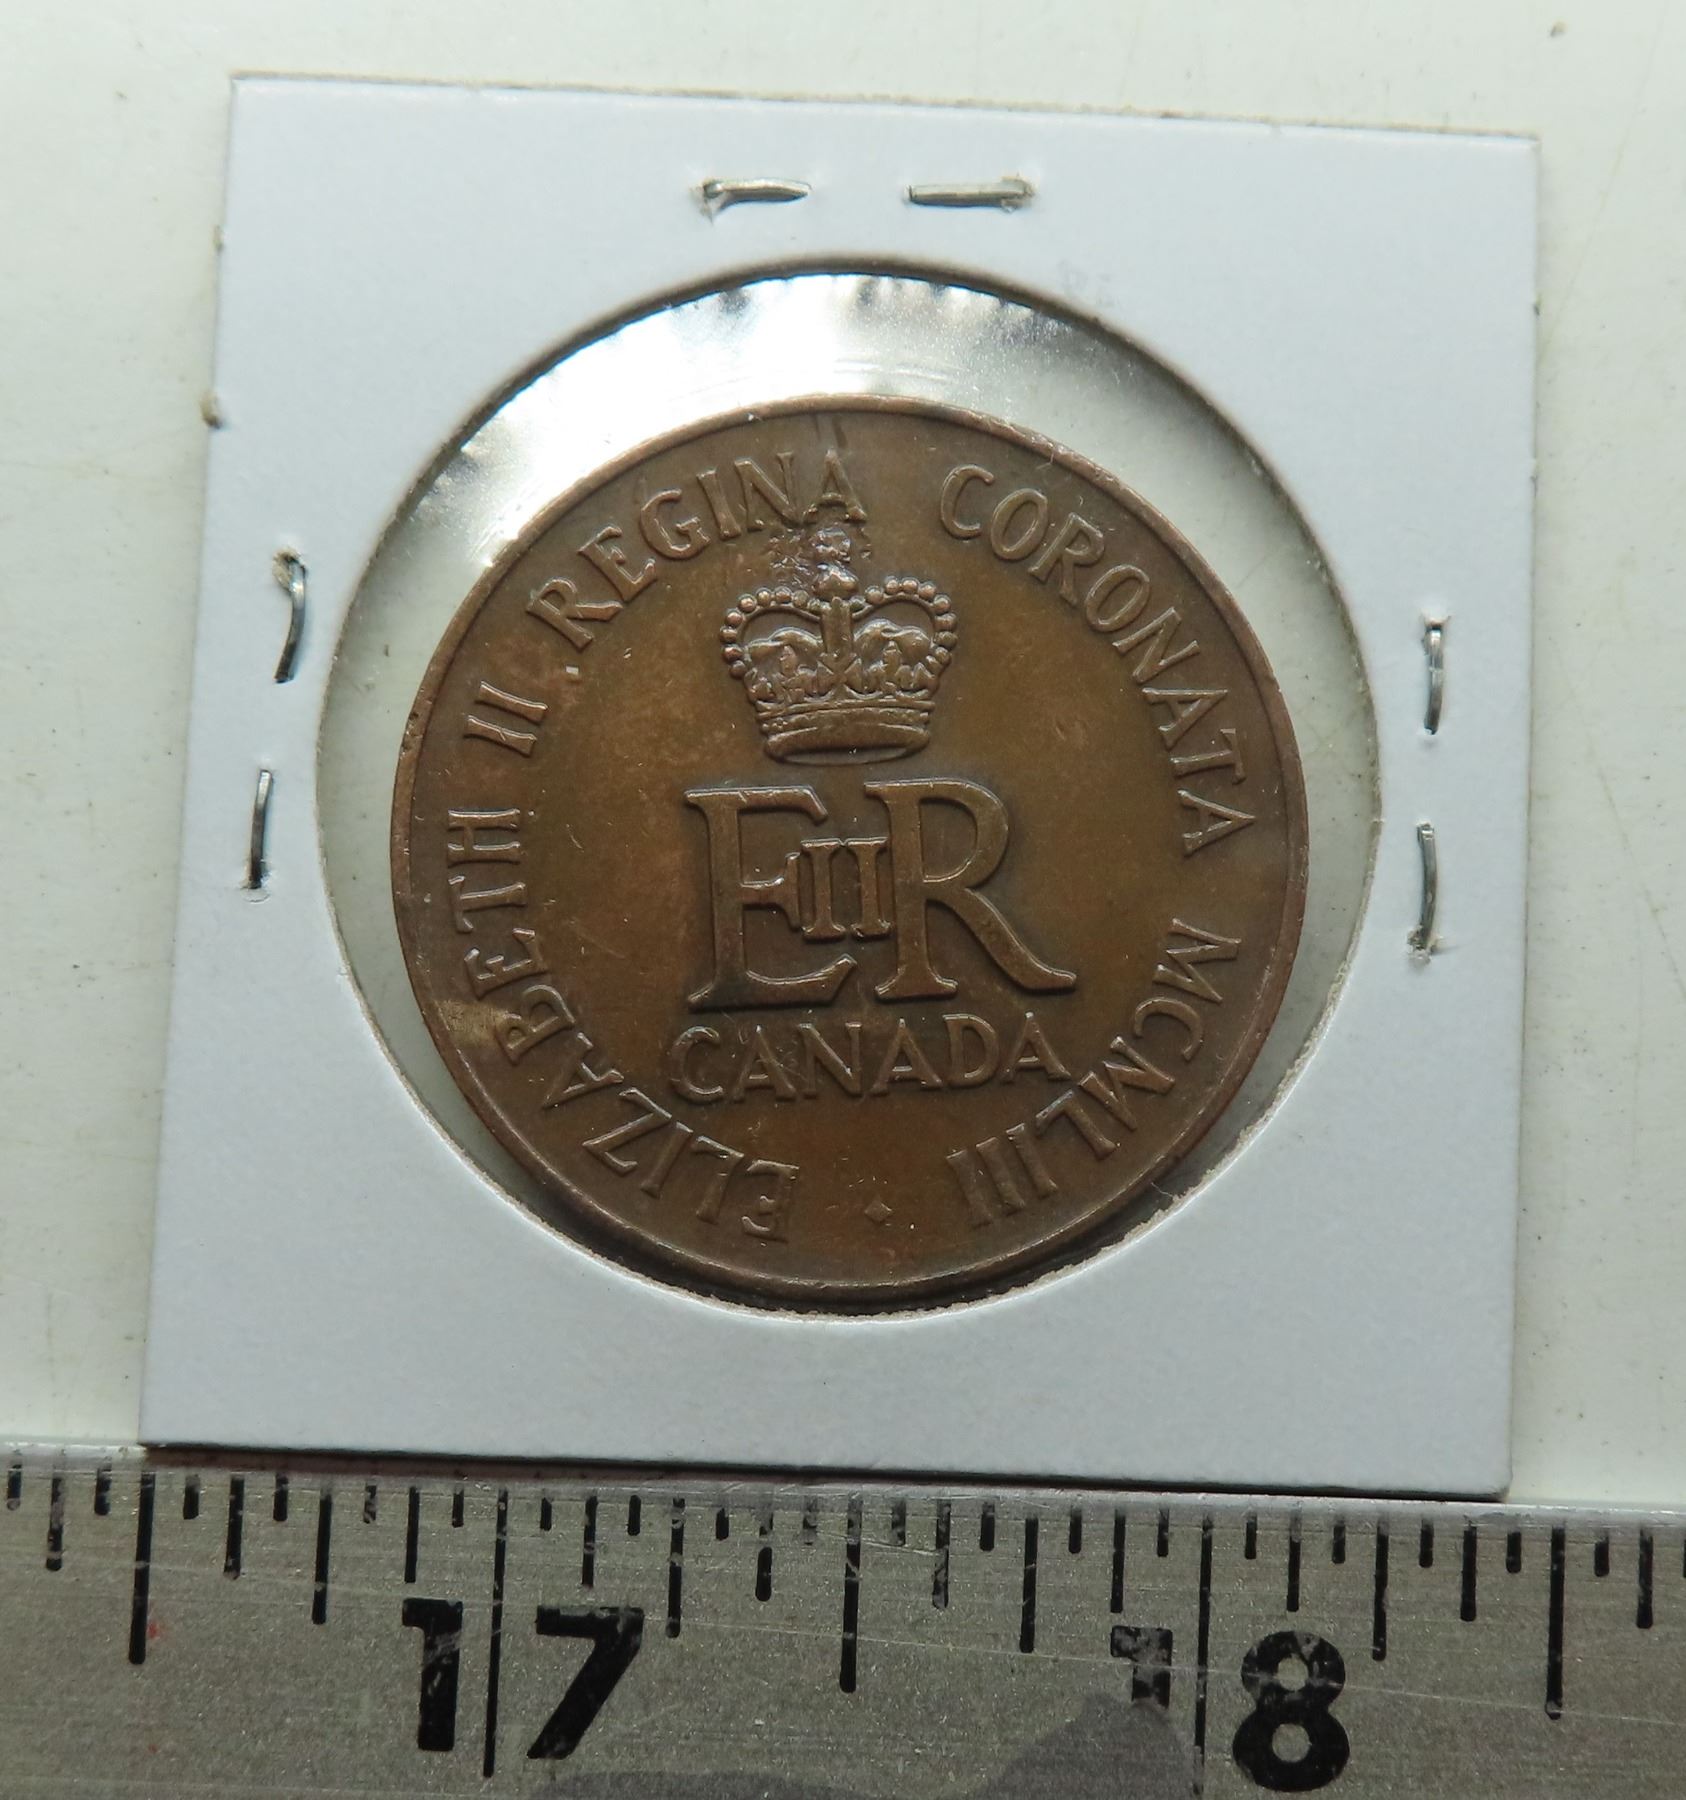 ELIZABETH II REGINA CORONATA MCMLIII
EIIR
CANADA
17 18